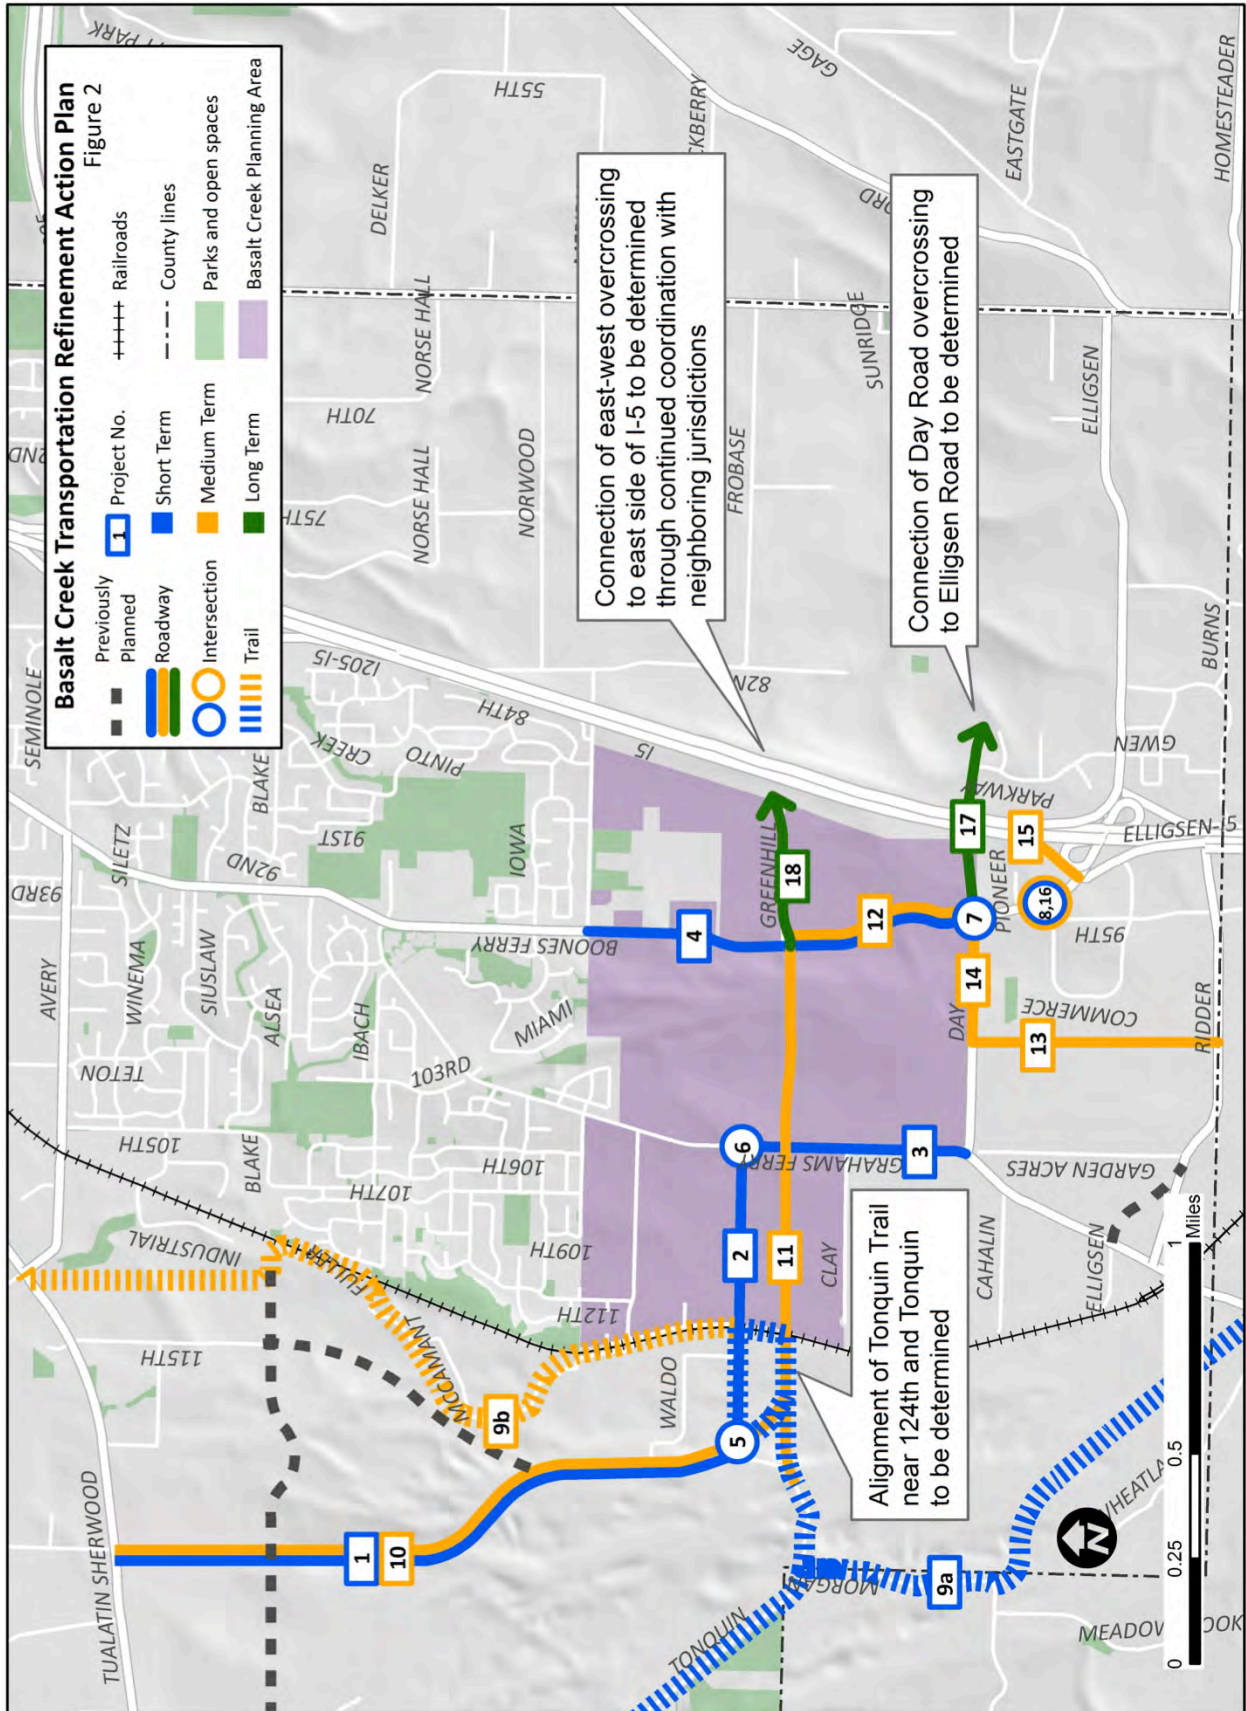 Basalt Creek Transportation Refinement Action Plan
Figure 2
Previously
Planned
Roadway
Intersection
Trail
1 Project No.
Short Term
Medium Term
Long Term
Railroads
County lines
Parks and open spaces
Basalt Creek Planning Area
Connection of east-west overcrossing
to east side of I-5 to be determined
through continued coordination with
neighboring jurisdictions
Connection of Day Road overcrossing
to Elligsen Road to be determined
Alignment of Tonquin Trail
near 124th and Tonquin
to be determined
TUALATIN SHERWOOD
115TH
INDUSTRIAL
105TH
TETON
AVERY
93RD
SEMINOLE
SILETZ
WINEMA
SIUSLAW
ALSEA
IBACH
BLAKE
BLAKE
92ND
91ST
PINTO
CREEK
84TH
I205-I5
75TH
70TH
55TH
DELKER
NORSE HALL
NORSE HALL
NORWOOD
IOWA
MIAMI
103RD
106TH
107TH
109TH
112TH
MCCAMANT
WALDO
BOONES FERRY
I5
82N
FROBASE
SUNRIDGE
GAGE
EASTGATE
HOMESTEADER
ELLIGSEN
BURNS
GWEN
PARKWAY
PIONEER
ELLIGSEN-I5
95TH
COMMERCE
DAY
RIDDER
GREENHILL
GRAHAMS FERRY
GARDEN ACRES
CLAY
CAHALIN
ELLIGSEN
MORGAN
TONQUIN
1
10
9b
5
2
11
6
3
4
18
12
7
17
14
13
15
8,16
9a
N
0 0.25 0.5 1
Miles